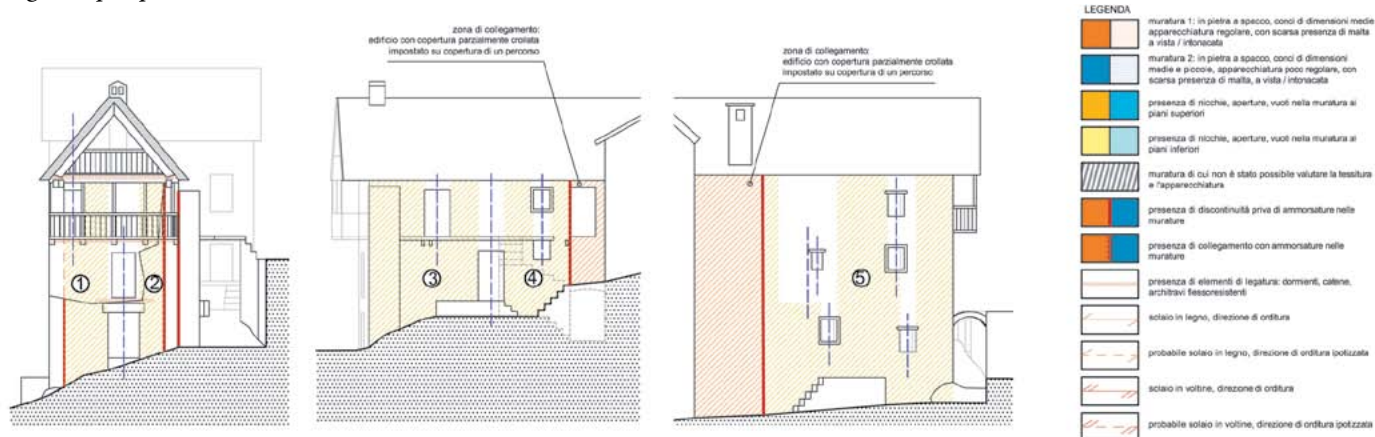 zona di collegamento:
edificio con copertura parzialmente crollata
impostato su copertura di un percorso
zona di collegamento:
edificio con copertura parzialmente crollata
impostato su copertura di un percorso
1
2
3
4
5
LEGENDA
muratura 1: in pietra a spacco, conci di dimensioni medie
apparecchiatura regolare, con scarsa presenza di malta
a vista / intonacata
muratura 2: in pietra a spacco, conci di dimensioni
medie e piccole, apparecchiatura poco regolare, con
scarsa presenza di malta, a vista / intonacata
presenza di nicchie, aperture, vuoti nella muratura ai
piani superiori
presenza di nicchie, aperture, vuoti nella muratura ai
piani inferiori
muratura di cui non è stato possibile valutare la tessitura
e l'apparecchiatura
presenza di discontinuità priva di ammorsature nelle
murature
presenza di collegamento con ammorsature nelle
murature
presenza di elementi di legatura: dormienti, catene,
architravi flessoresistenti
solaio in legno, direzione di orditura
probabile solaio in legno, direzione di orditura ipotizzata
solaio in voltine, direzione di orditura
probabile solaio in voltine, direzione di orditura ipotizzata